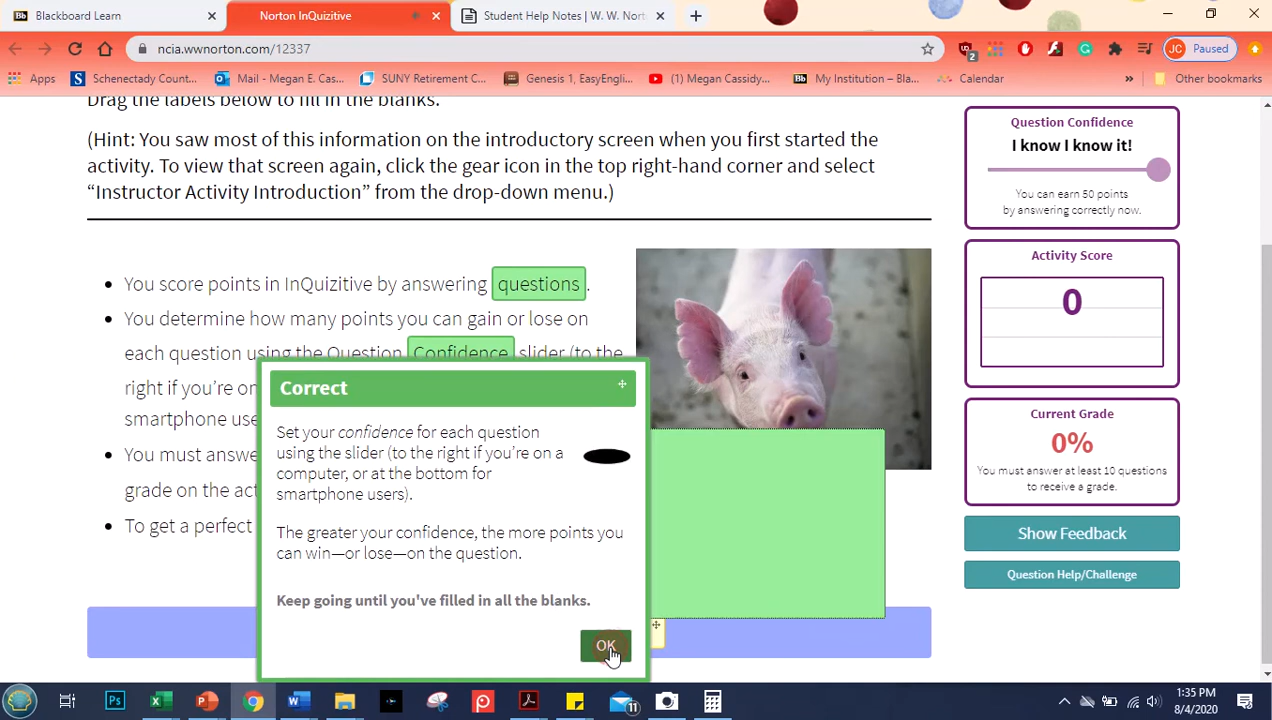 Blackboard Learn
Norton InQuizitive
Student Help Notes | W. W. Nort
ncia.wwnorton.com/12337
2
JC Paused
Apps
Schenectady Count...
Mail - Megan E. Cas...
SUNY Retirement C...
Genesis 1, EasyEngli...
(1) Megan Cassidy...
My Institution – Bla...
Calendar
»
Other bookmarks
Drag the labels below to fill in the blanks.
(Hint: You saw most of this information on the introductory screen when you first started the
activity. To view that screen again, click the gear icon in the top right-hand corner and select
“Instructor Activity Introduction” from the drop-down menu.)
• You score points in InQuizitive by answering questions.
• You determine how many points you can gain or lose on
each question using the Question Confidence slider (to the
right if you’re on
smartphone use
• You must answe
grade on the act
• To get a perfect
Correct
Set your confidence for each question
using the slider (to the right if you’re on a
computer, or at the bottom for
smartphone users).
The greater your confidence, the more points you
can win—or lose—on the question.
Keep going until you've filled in all the blanks.
OK
Question Confidence
I know I know it!
You can earn 50 points
by answering correctly now.
Activity Score
0
Current Grade
0%
You must answer at least 10 questions
to receive a grade.
Show Feedback
Question Help/Challenge
11
1:35 PM
8/4/2020